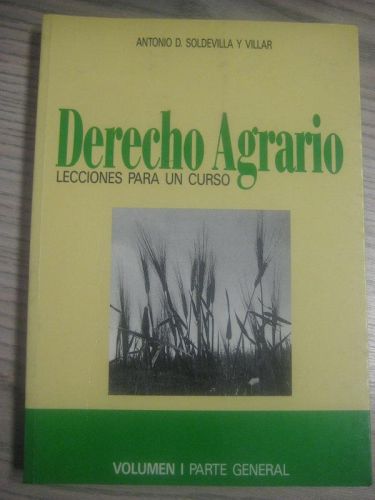 ANTONIO D. SOLDEVILLA Y VILLAR
Derecho Agrario
LECCIONES PARA UN CURSO
VOLUMEN I PARTE GENERAL